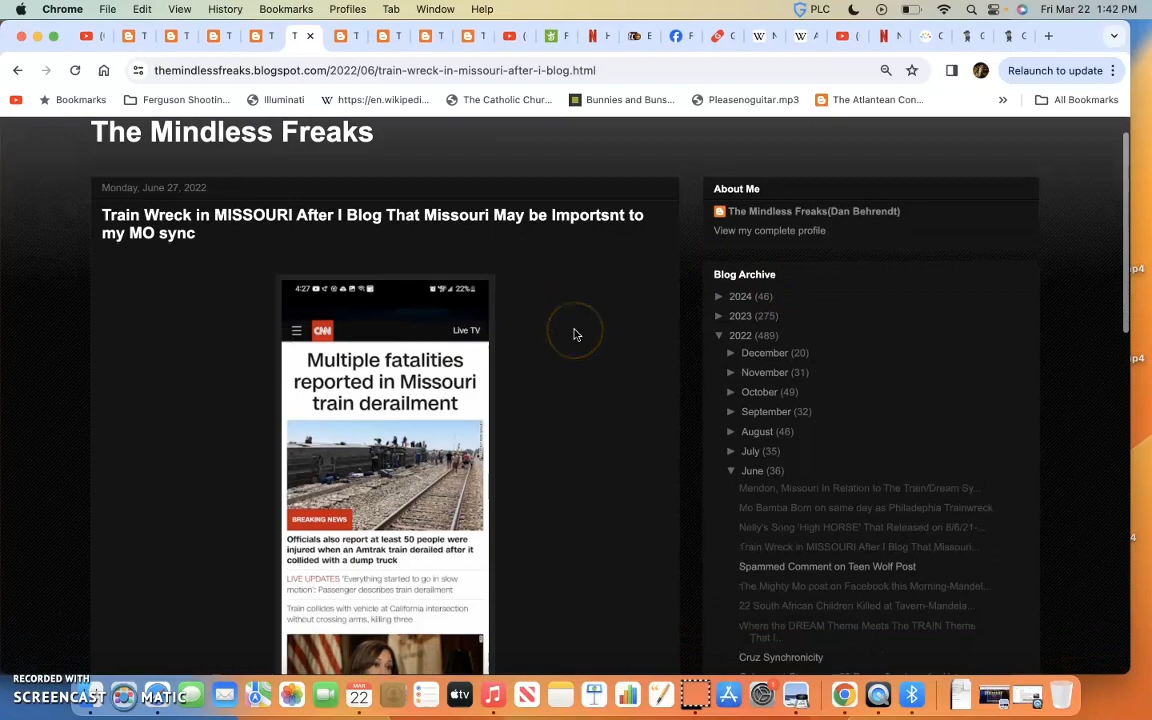 Chrome File Edit View History Bookmarks Profiles Tab Window Help PLC Fri Mar 22 1:42 PM
themindlessfreaks.blogspot.com/2022/06/train-wreck-in-missouri-after-i-blog.html Relaunch to update
Bookmarks Ferguson Shootin... Illuminati https://en.wikipedi... The Catholic Chur... Bunnies and Buns... Pleasenoguitar.mp3 The Atlantean Con... » All Bookmarks
The Mindless Freaks
Monday, June 27, 2022
Train Wreck in MISSOURI After I Blog That Missouri May be Importsnt to
my MO sync
4:27 22%
CNN Live TV
Multiple fatalities
reported in Missouri
train derailment
BREAKING NEWS
Officials also report at least 50 people were
injured when an Amtrak train derailed after it
collided with a dump truck
LIVE UPDATES 'Everything started to go in slow
motion': Passenger describes train derailment
Train collides with vehicle at California intersection
without crossing arms, killing three
About Me
The Mindless Freaks(Dan Behrendt)
View my complete profile
Blog Archive
► 2024 (46)
► 2023 (275)
▼ 2022 (489)
► December (20)
► November (31)
► October (49)
► September (32)
► August (46)
► July (35)
▼ June (36)
Mendon, Missouri In Relation to The Train/Dream Sy...
Mo Bamba Born on same day as Philadephia Trainwreck
Nelly's Song 'High HORSE' That Released on 8/6/21-...
Train Wreck in MISSOURI After I Blog That Missouri...
Spammed Comment on Teen Wolf Post
The Mighty Mo post on Facebook this Morning-Mandel...
22 South African Children Killed at Tavern-Mandela...
Where the DREAM Theme Meets The TRAIN Theme
That I...
Cruz Synchronicity
RECORDED WITH
SCREENCAST MATIC
MAR
22
tv